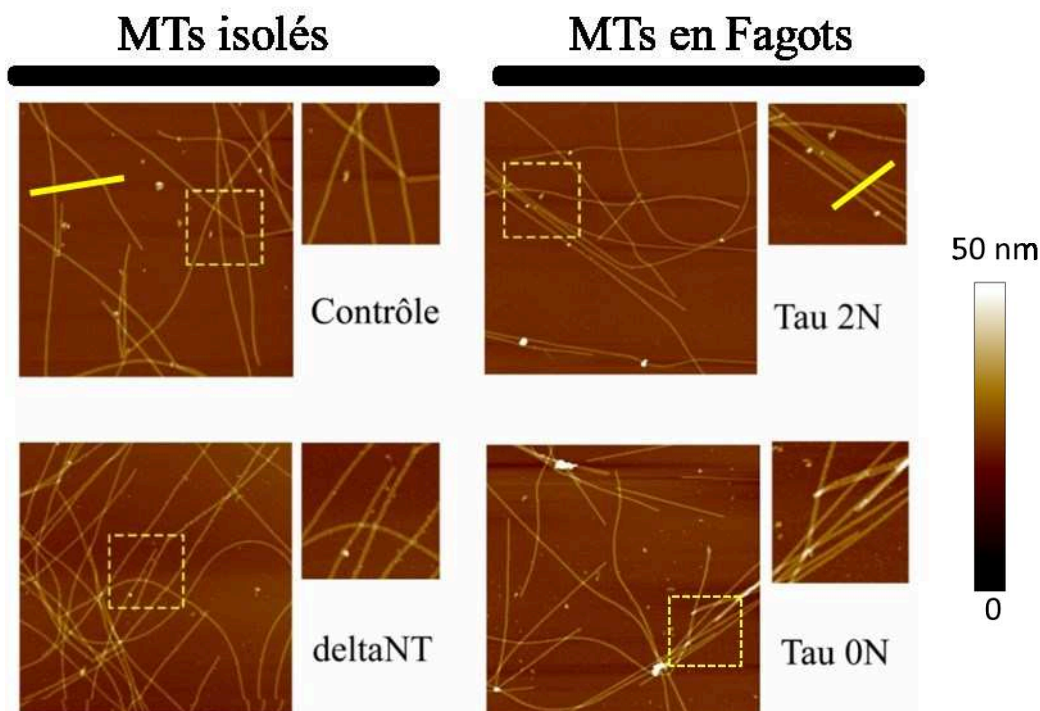 MTs isolés
MTs en Fagots
Contrôle
Tau 2N
50 nm
0
deltaNT
Tau 0N